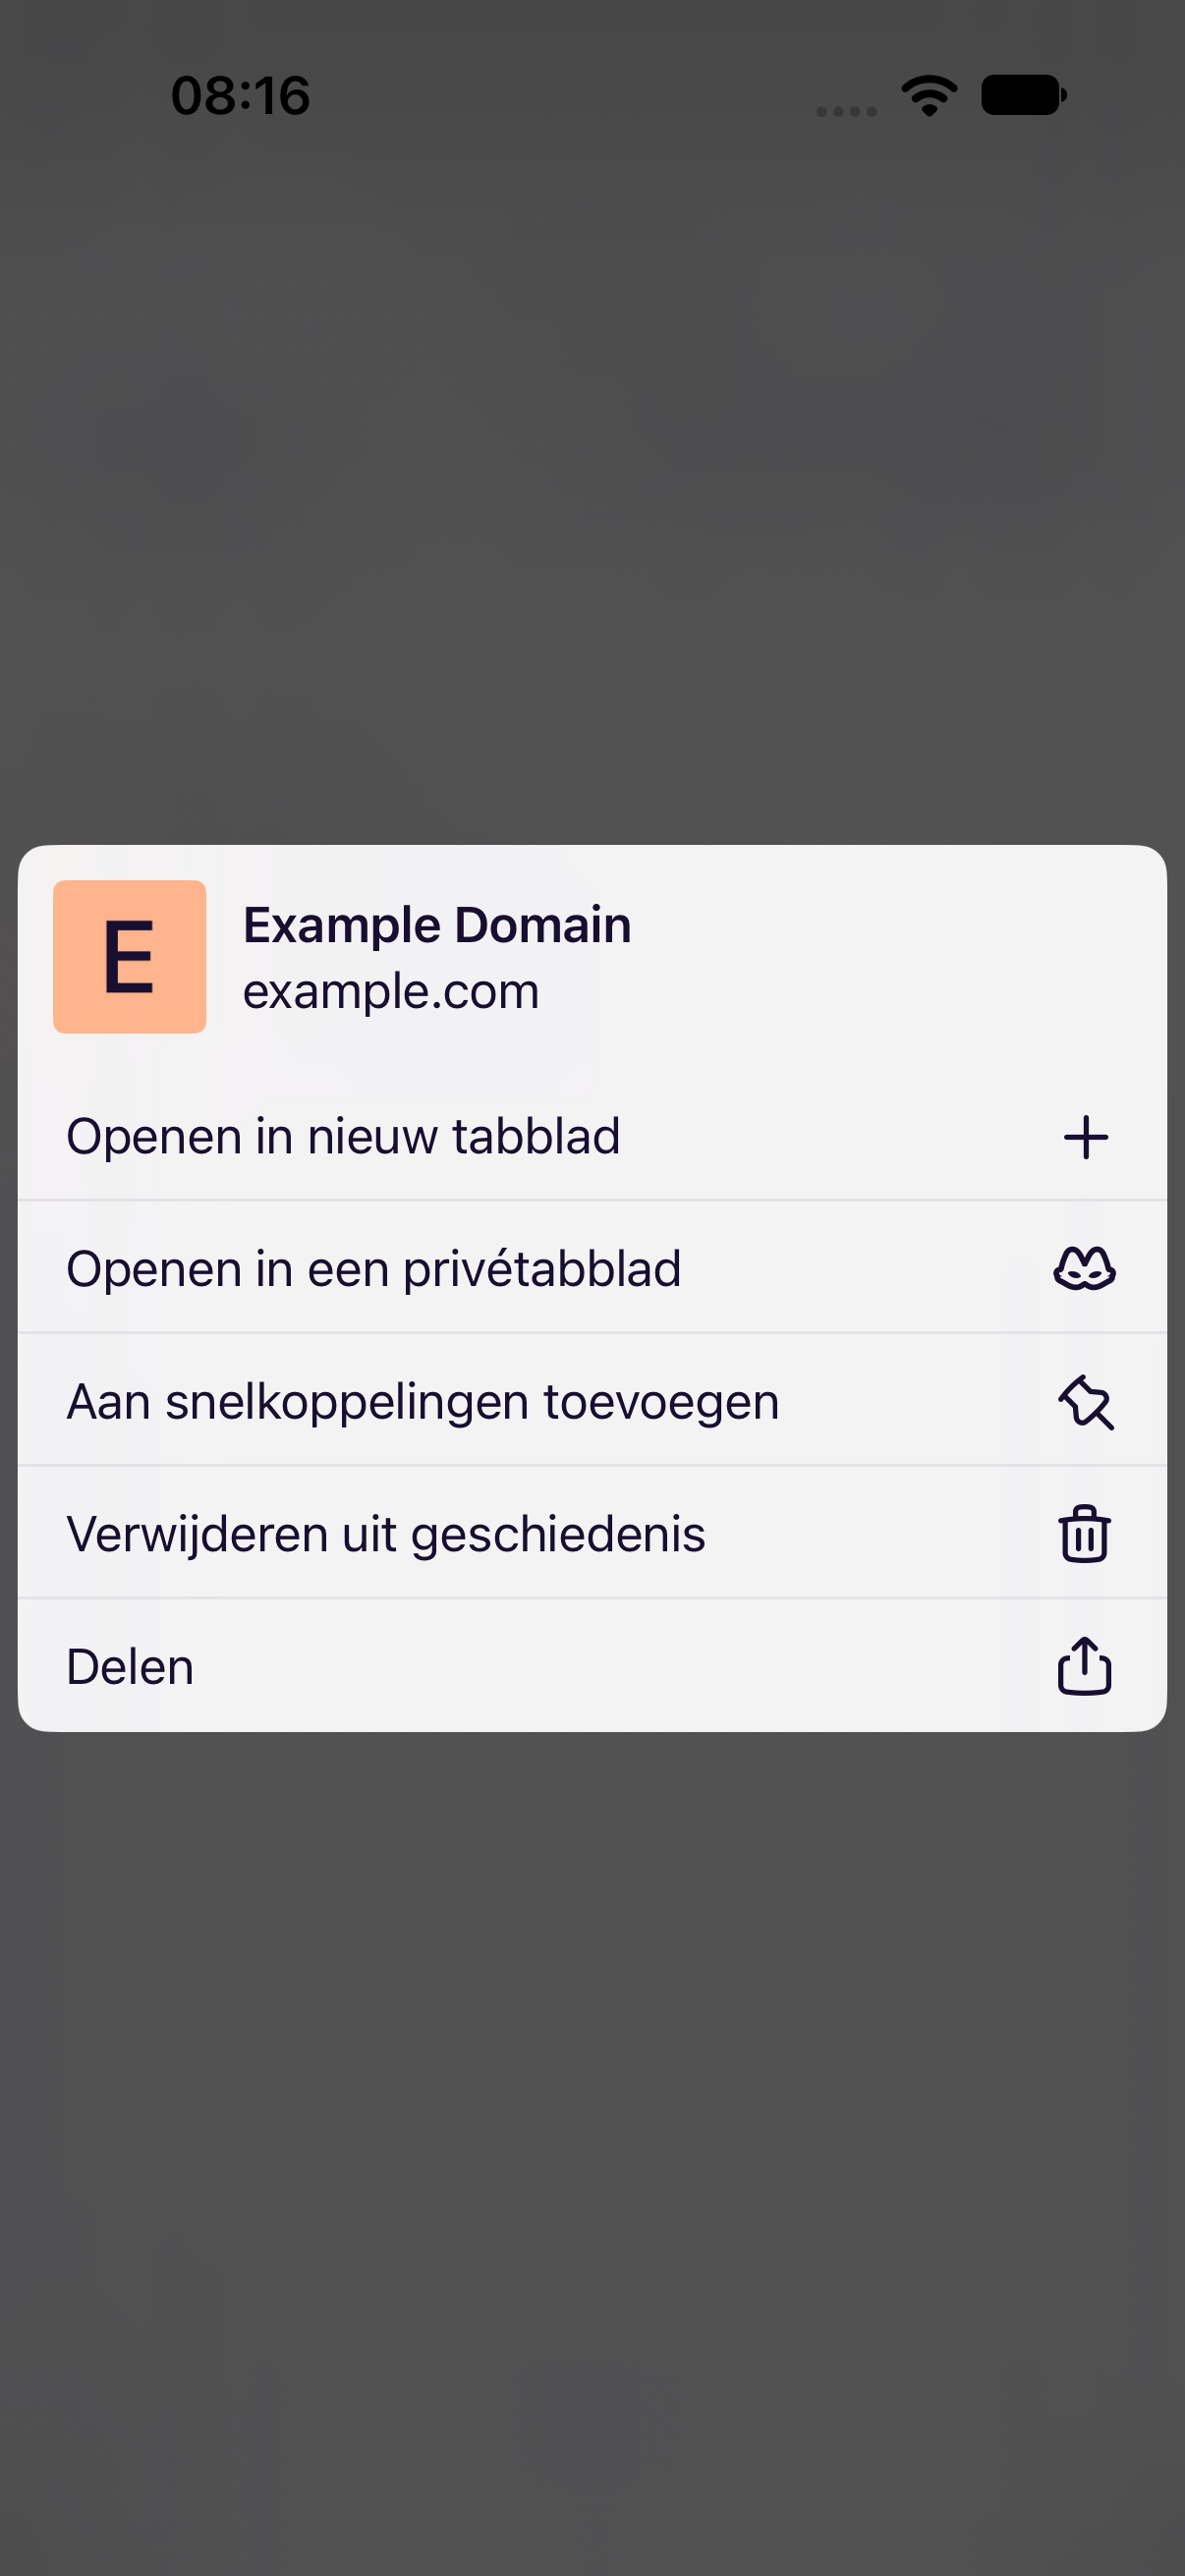 08:16
E
Example Domain
example.com
Openen in nieuw tabblad
Openen in een privétabblad
Aan snelkoppelingen toevoegen
Verwijderen uit geschiedenis
Delen